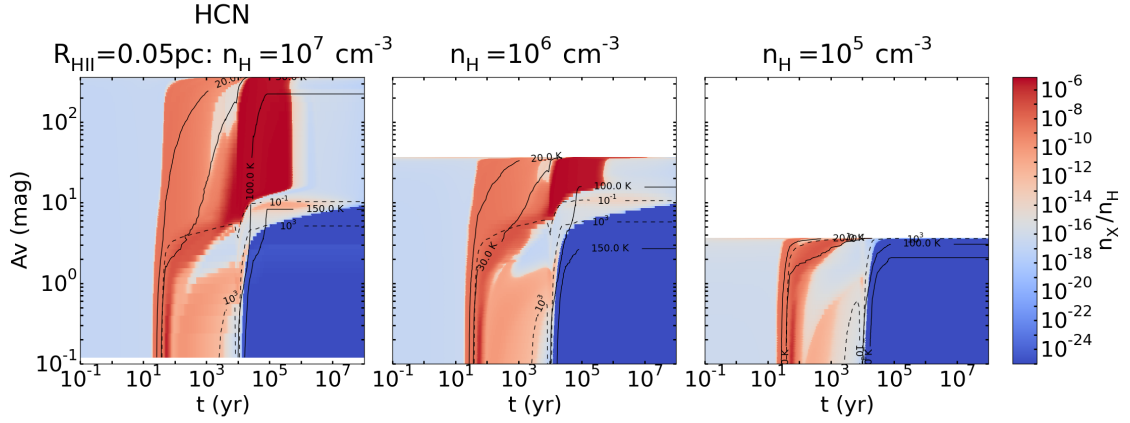 HCN
R_HII=0.05pc: n_H=10^7 cm^-3
n_H=10^6 cm^-3
n_H=10^5 cm^-3
Av (mag)
10^2
10^1
10^0
10^-1
20.0
100.0 K
10^-1
150.0 K
10^3
10^3
20.0 K
100.0 K
10^-1
10^3
30.0 K
150.0 K
10^3
10^3
100.0 K
10^-1 10^1 10^3 10^5 10^7
10^-1 10^1 10^3 10^5 10^7
10^-1 10^1 10^3 10^5 10^7
t (yr)
t (yr)
t (yr)
10^-6
10^-8
10^-10
10^-12
10^-14
10^-16
10^-18
10^-20
10^-22
10^-24
n_X/n_H